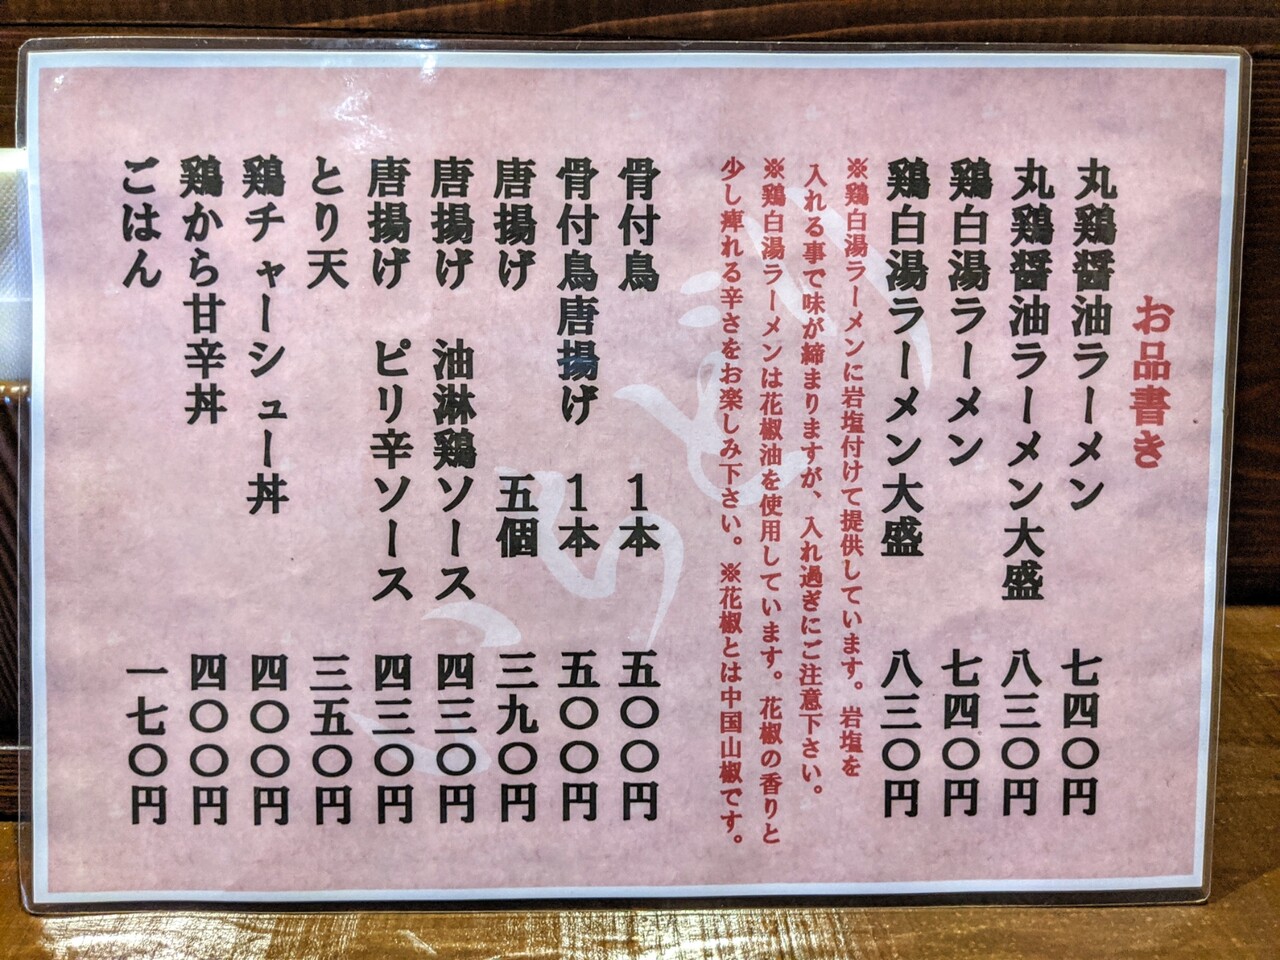 お品書き
丸鶏醤油ラーメン 七四〇円
丸鶏醤油ラーメン大盛 八三〇円
鶏白湯ラーメン 七四〇円
鶏白湯ラーメン大盛 八三〇円
※鶏白湯ラーメンに岩塩付けて提供しています。岩塩を
入れる事で味が締まりますが、入れ過ぎにご注意下さい。
※鶏白湯ラーメンは花椒油を使用しています。花椒の香りと
少し痺れる辛さをお楽しみ下さい。※花椒とは中国山椒です。
骨付鳥 1本 五〇〇円
骨付鳥唐揚げ 1本 五〇〇円
唐揚げ 五個 三九〇円
唐揚げ 油淋鶏ソース 四三〇円
唐揚げ ピリ辛ソース 四三〇円
とり天 三五〇円
鶏チャーシュー丼 四〇〇円
鶏から甘辛丼 四〇〇円
ごはん 一七〇円